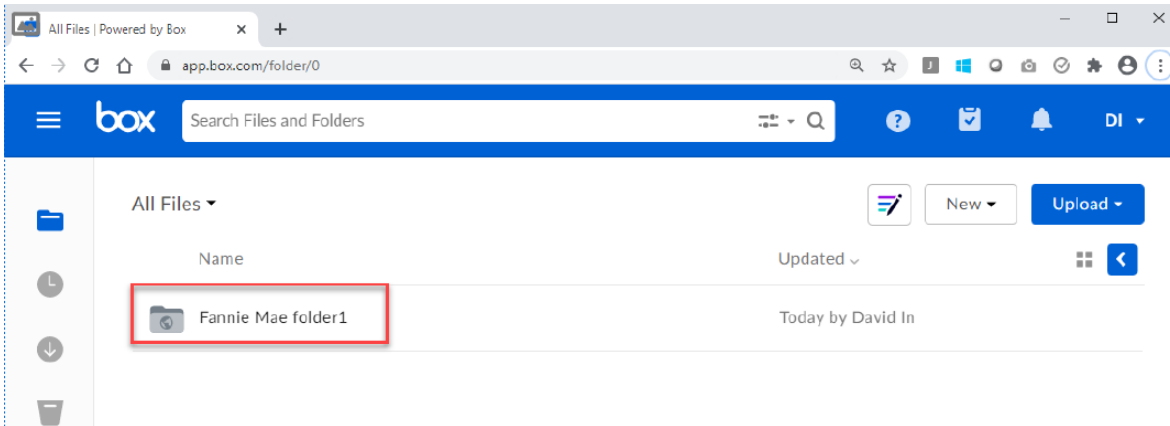 All Files | Powered by Box
app.box.com/folder/0
box
Search Files and Folders
DI
All Files
New
Upload
Name
Updated
Fannie Mae folder1
Today by David In